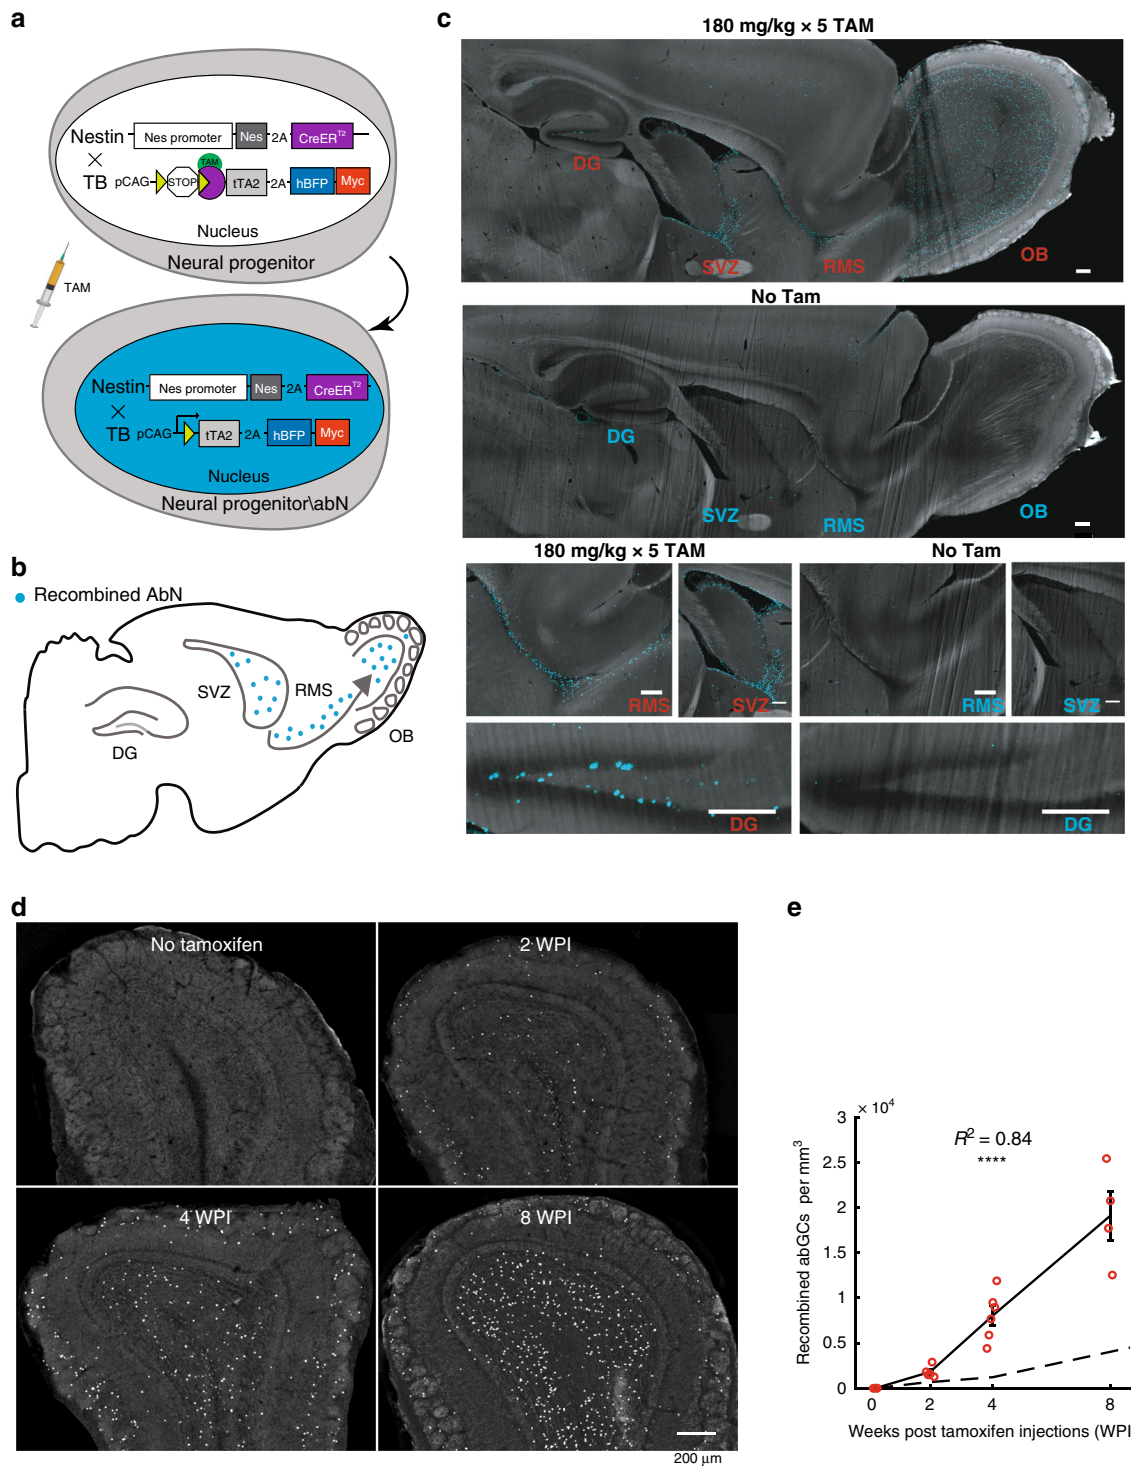 a
Nestin
Nes promoter
Nes
2A
CreER^T2
×
TAM
TB
pCAG
STOP
tTA2
2A
hBFP
Myc
Nucleus
Neural progenitor
TAM
Nestin
Nes promoter
Nes
2A
CreER^T2
×
TB
pCAG
tTA2
2A
hBFP
Myc
Nucleus
Neural progenitor\abN
b
Recombined AbN
SVZ
RMS
DG
OB
c
180 mg/kg × 5 TAM
DG
SVZ
RMS
OB
No Tam
DG
SVZ
RMS
OB
180 mg/kg × 5 TAM
No Tam
RMS
SVZ
RMS
SVZ
DG
DG
d
No tamoxifen
2 WPI
4 WPI
8 WPI
200 µm
e
× 10^4
R^2 = 0.84
****
3
2.5
2
1.5
1
0.5
0
Recombined abGCs per mm^3
0 2 4 8
Weeks post tamoxifen injections (WPI